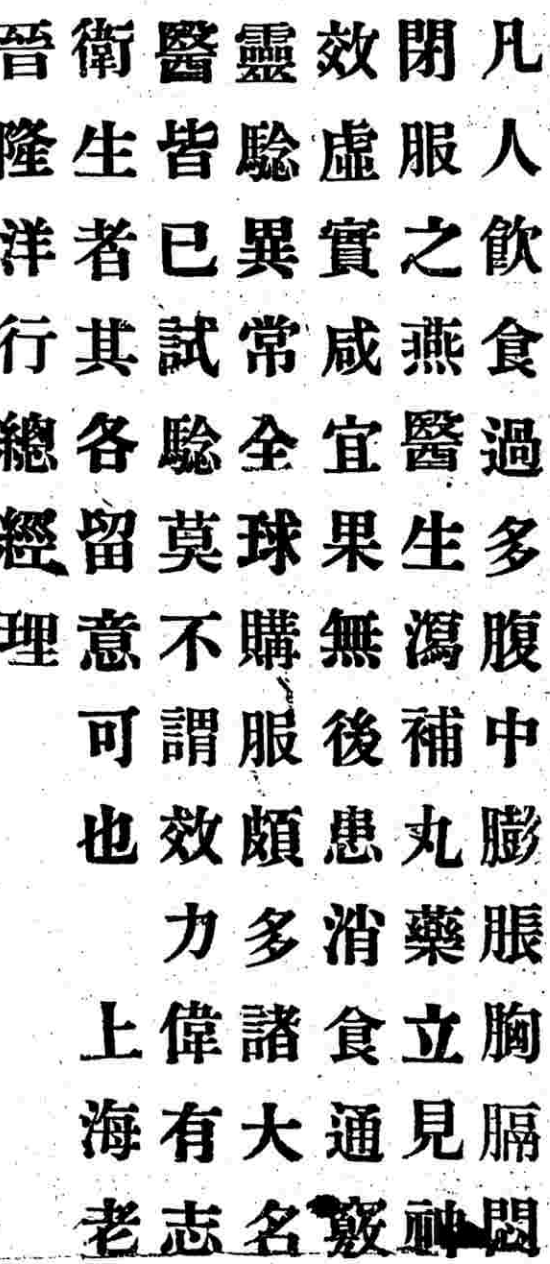 凡人飲食過多腹中膨脹胸膈悶
閉服之燕醫生瀉補丸藥立見神
效虛實咸宜果無後患消食通竅
靈騐異常全球購服頗多諸大名
醫皆已試騐莫不謂效力偉有志
衛生者其各留意可也　上海老
晉隆洋行總經理